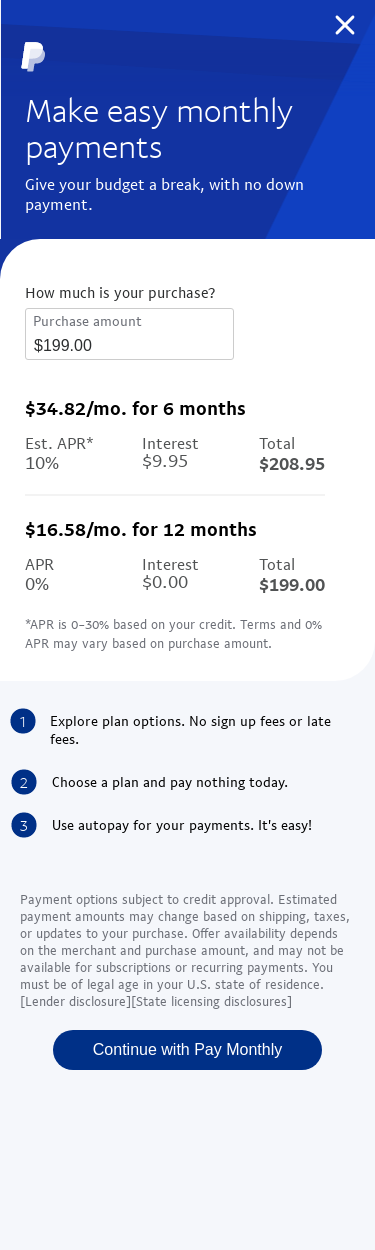 Make easy monthly
payments
Give your budget a break, with no down
payment.
How much is your purchase?
Purchase amount
$199.00
$34.82/mo. for 6 months
Est. APR* Interest Total
10% $9.95 $208.95
$16.58/mo. for 12 months
APR Interest Total
0% $0.00 $199.00
*APR is 0–30% based on your credit. Terms and 0%
APR may vary based on purchase amount.
1 Explore plan options. No sign up fees or late
fees.
2 Choose a plan and pay nothing today.
3 Use autopay for your payments. It's easy!
Payment options subject to credit approval. Estimated
payment amounts may change based on shipping, taxes,
or updates to your purchase. Offer availability depends
on the merchant and purchase amount, and may not be
available for subscriptions or recurring payments. You
must be of legal age in your U.S. state of residence.
[Lender disclosure][State licensing disclosures]
Continue with Pay Monthly